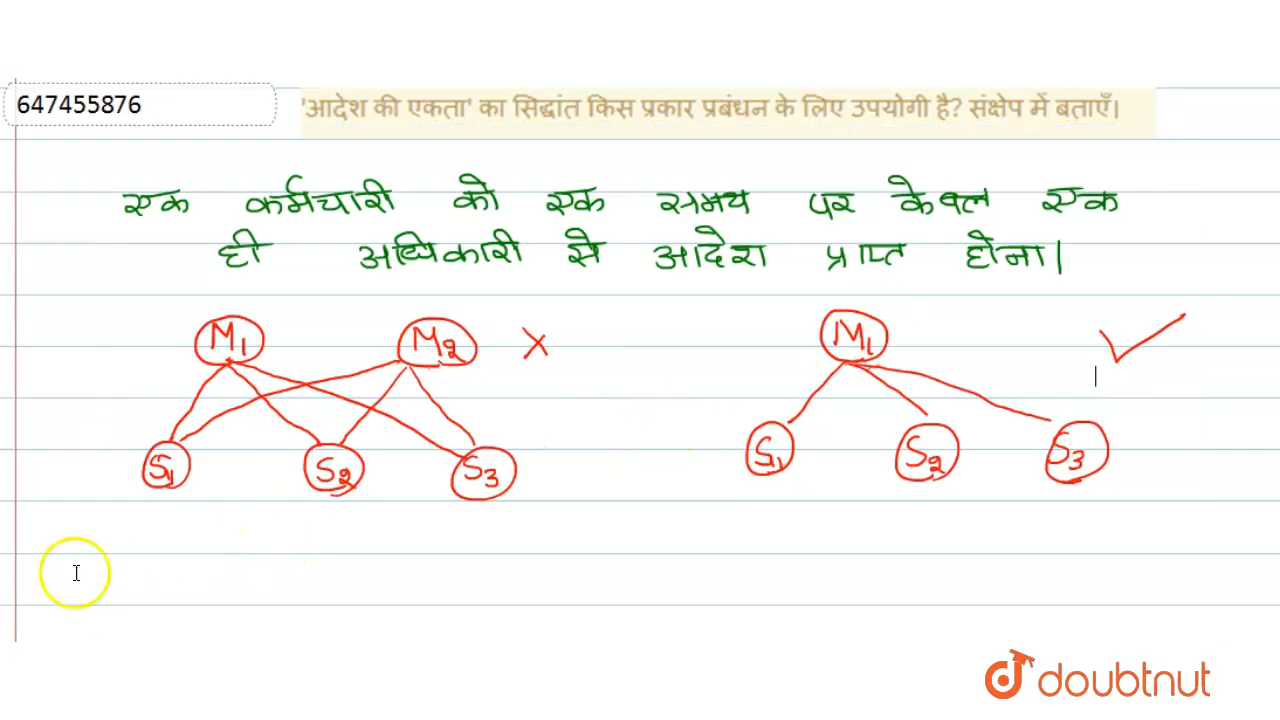 647455876
'आदेश की एकता' का सिद्धांत किस प्रकार प्रबंधन के लिए उपयोगी है? संक्षेप में बताएँ।
एक कर्मचारी को एक समय पर केवल एक
ही अधिकारी से आदेश प्राप्त होना।
M1 M2 × M1 ✓
S1 S2 S3 S1 S2 S3
doubtnut